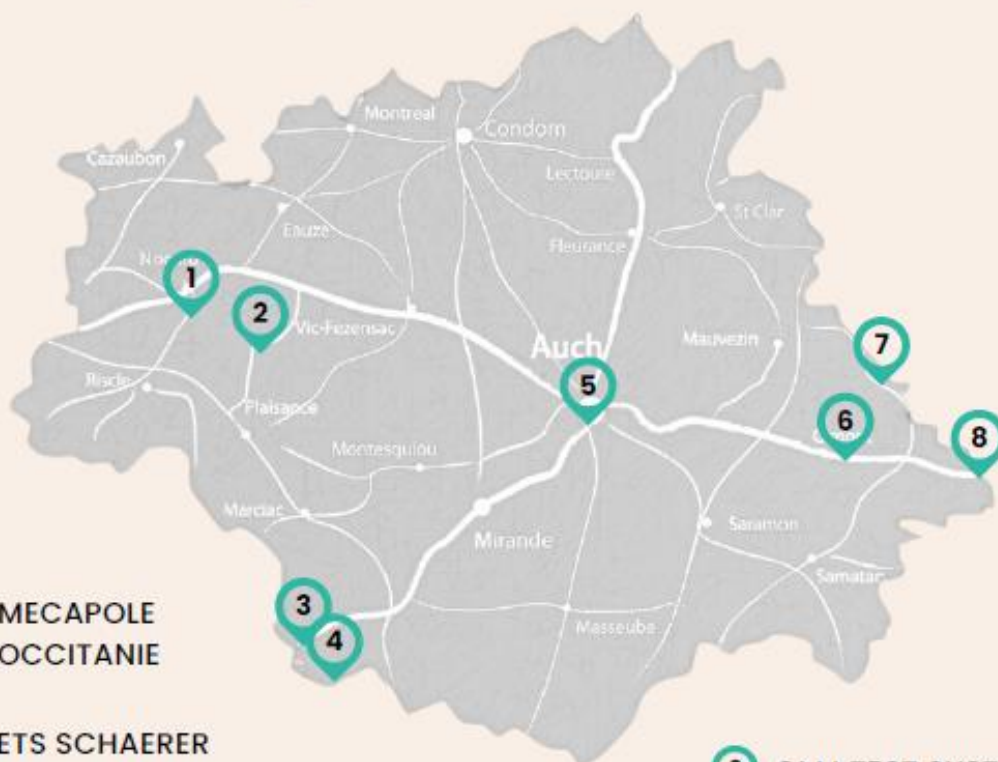 Montreal
Condom
Cazaubon
Lectoure
St Clar
Eauze
Fleurance
1
2
Vic-Fezensac
Auch
Mauvezin
7
Riscle
5
Plaisance
6
8
Montesquiou
Marciac
Saramon
Mirande
Samatan
3
Masseube
4
MECAPOLE
OCCITANIE
ETS SCHAERER